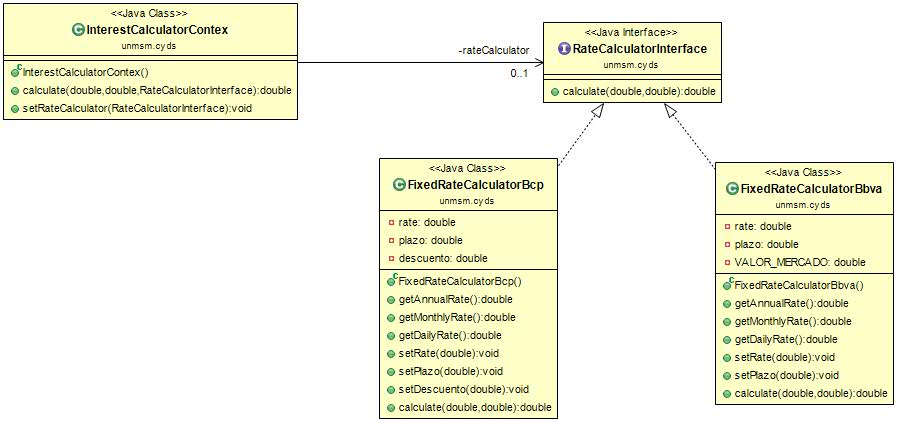 <<Java Class>>
InterestCalculatorContex
unmsm.cyds
InterestCalculatorContex()
calculate(double,double,RateCalculatorInterface):double
setRateCalculator(RateCalculatorInterface):void
-rateCalculator
0..1
<<Java Interface>>
RateCalculatorInterface
unmsm.cyds
calculate(double,double):double
<<Java Class>>
FixedRateCalculatorBcp
unmsm.cyds
rate: double
plazo: double
descuento: double
FixedRateCalculatorBcp()
getAnnualRate():double
getMonthlyRate():double
getDailyRate():double
setRate(double):void
setPlazo(double):void
setDescuento(double):void
calculate(double,double):double
<<Java Class>>
FixedRateCalculatorBbva
unmsm.cyds
rate: double
plazo: double
VALOR_MERCADO: double
FixedRateCalculatorBbva()
getAnnualRate():double
getMonthlyRate():double
getDailyRate():double
setRate(double):void
setPlazo(double):void
calculate(double,double):double